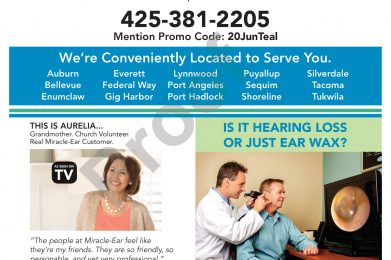 425-381-2205
Mention Promo Code: 20JunTeal
We're Conveniently Located to Serve You.
Auburn Everett Lynnwood Puyallup Silverdale
Bellevue Federal Way Port Angeles Sequim Tacoma
Enumclaw Gig Harbor Port Hadlock Shoreline Tukwila
THIS IS AURELIA...
Grandmother. Church Volunteer.
Real Miracle-Ear Customer.
AS SEEN ON
TV
"The people at Miracle-Ear feel like
they're my friends. They are so friendly, so
personable, and yet very professional."
IS IT HEARING LOSS
OR JUST EAR WAX?
Proof